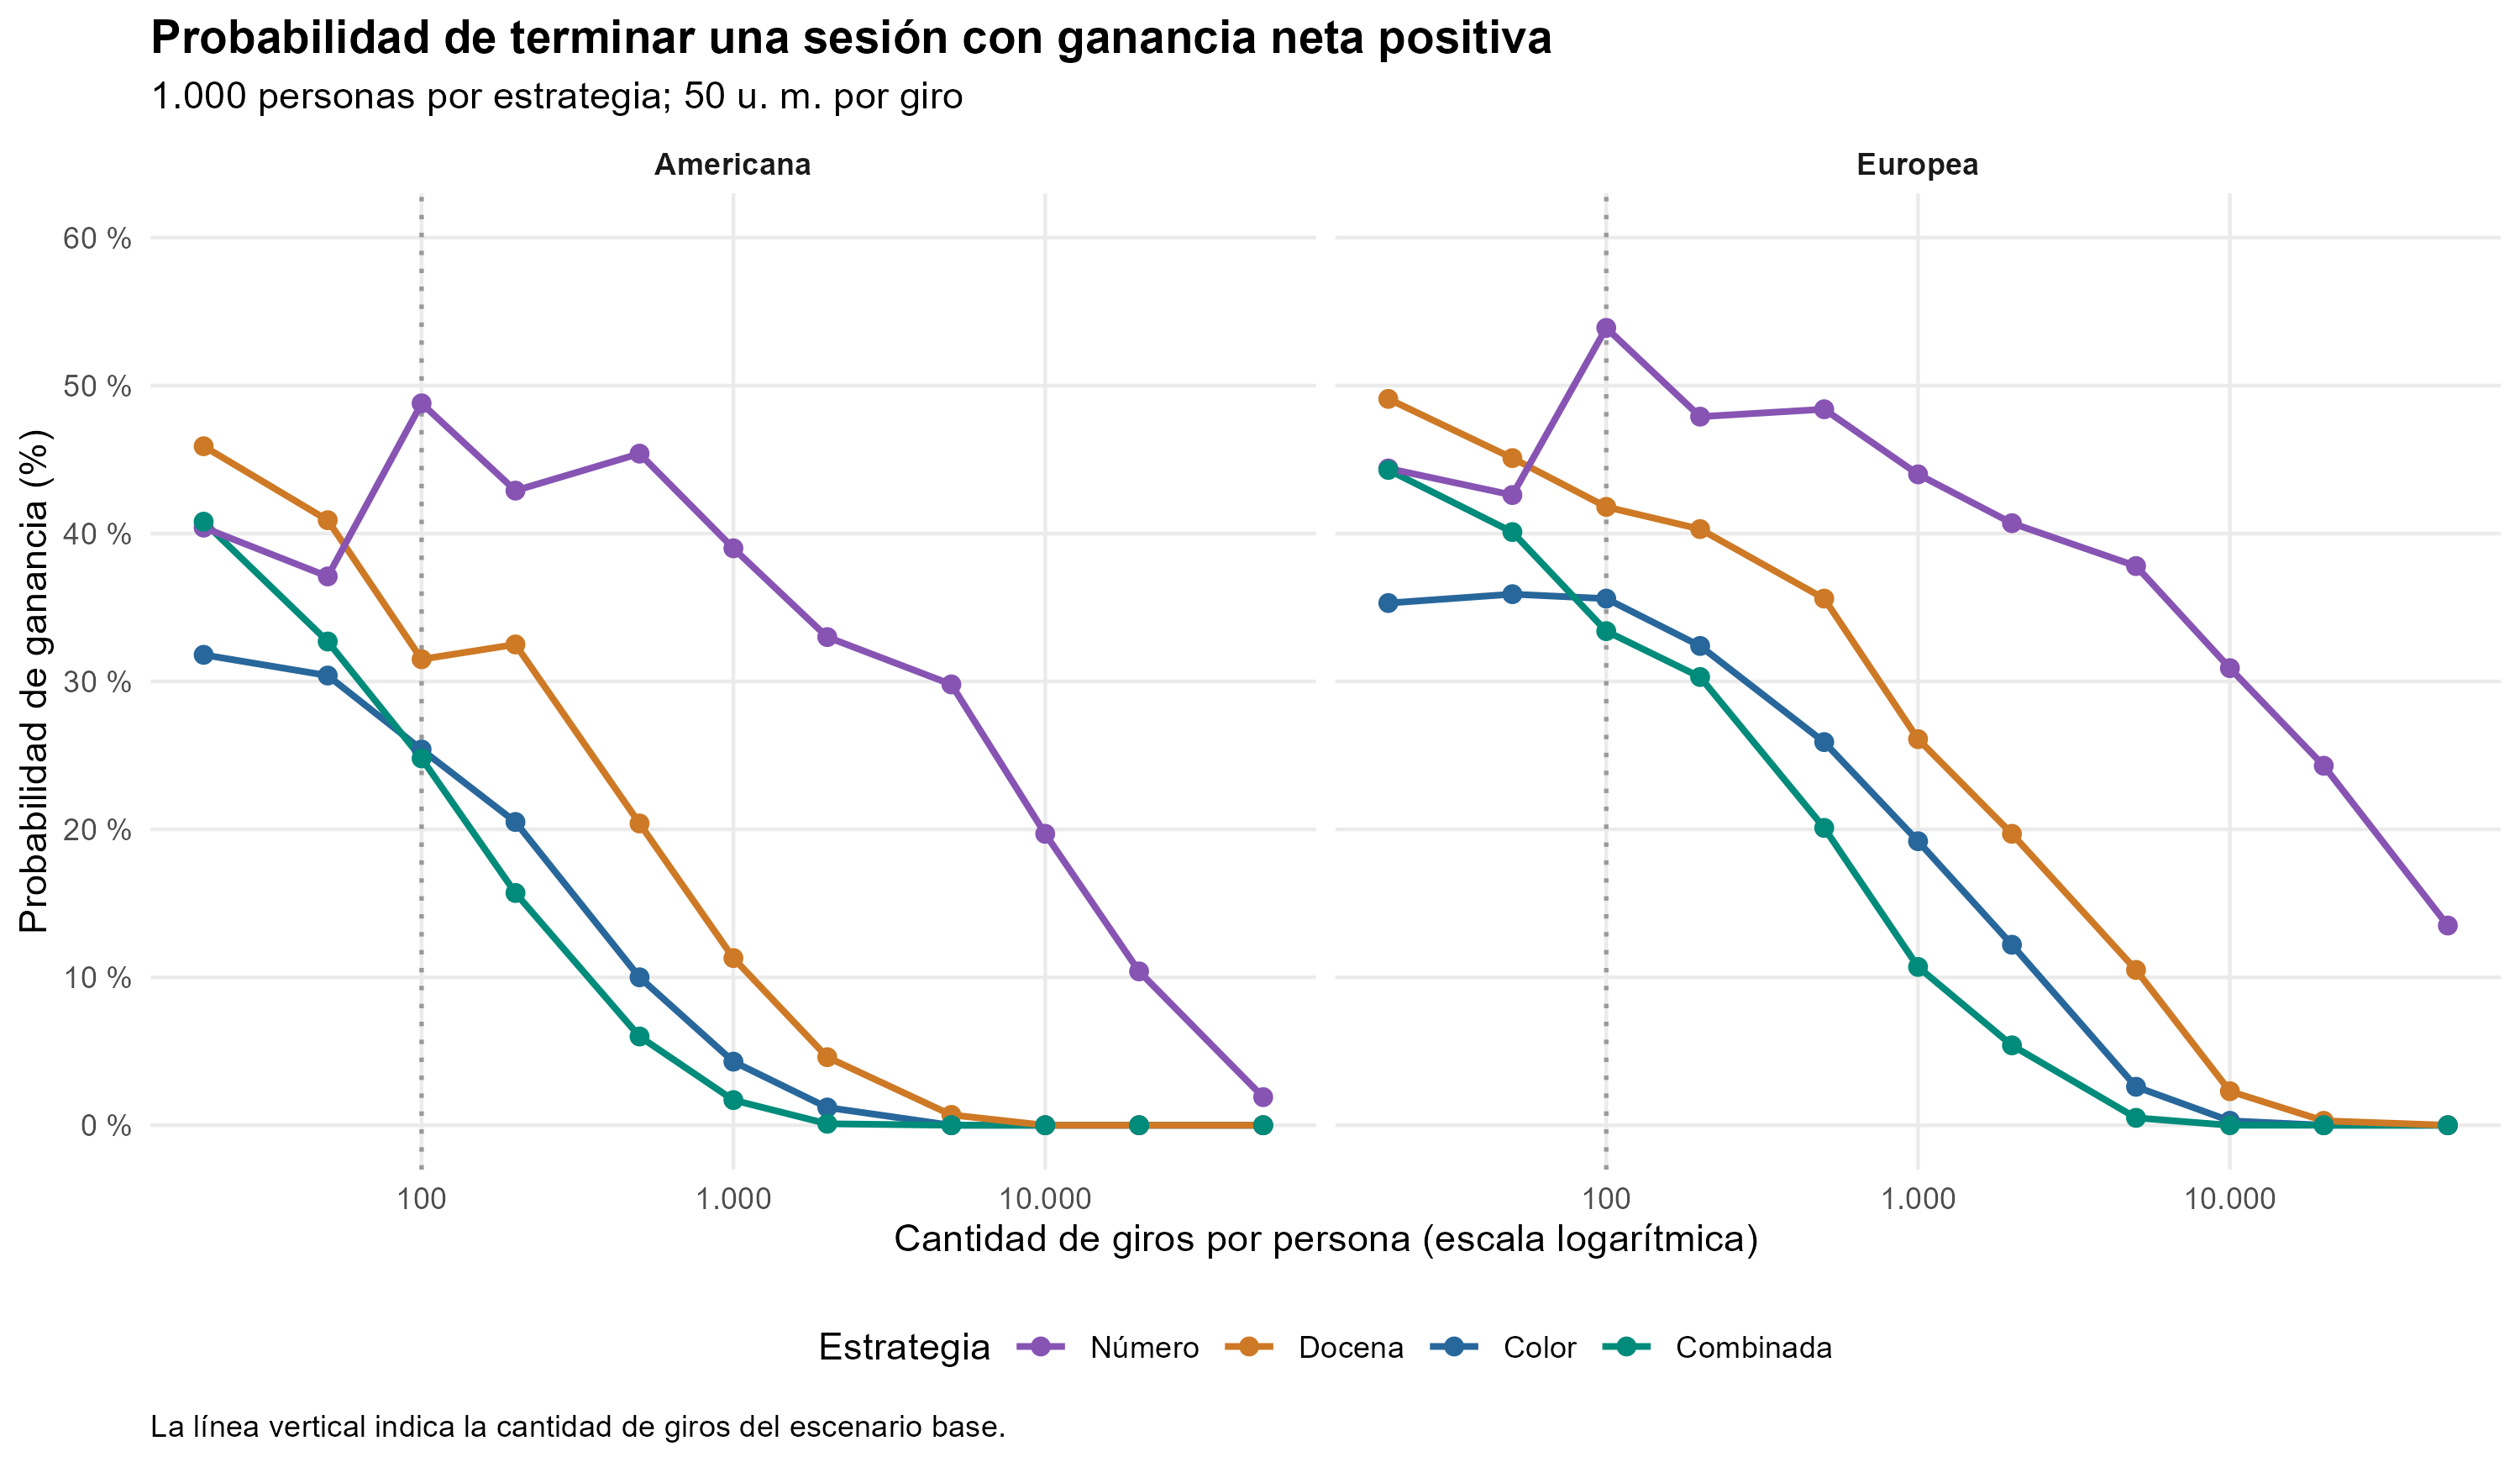 Probabilidad de terminar una sesión con ganancia neta positiva
1.000 personas por estrategia; 50 u. m. por giro
Americana
Europea
Probabilidad de ganancia (%)
60 %
50 %
40 %
30 %
20 %
10 %
0 %
100
1.000
10.000
100
1.000
10.000
Cantidad de giros por persona (escala logarítmica)
Estrategia
Número
Docena
Color
Combinada
La línea vertical indica la cantidad de giros del escenario base.